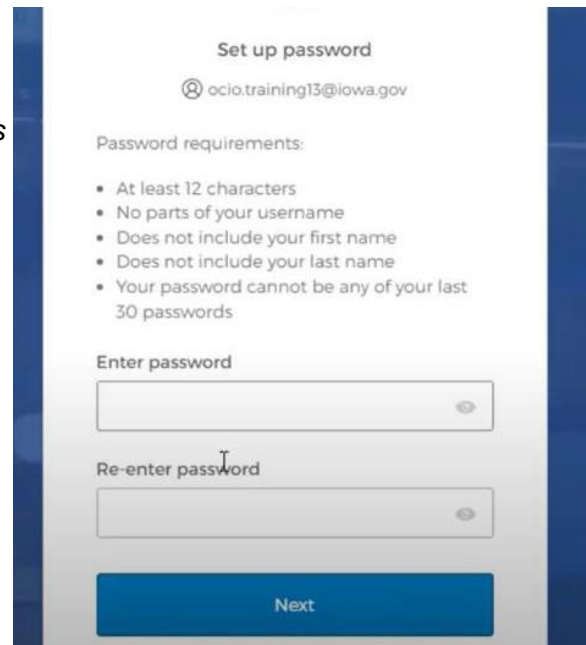 Set up password
ocio.training13@iowa.gov
s
Password requirements:
• At least 12 characters
• No parts of your username
• Does not include your first name
• Does not include your last name
• Your password cannot be any of your last
30 passwords
Enter password
Re-enter password
Next